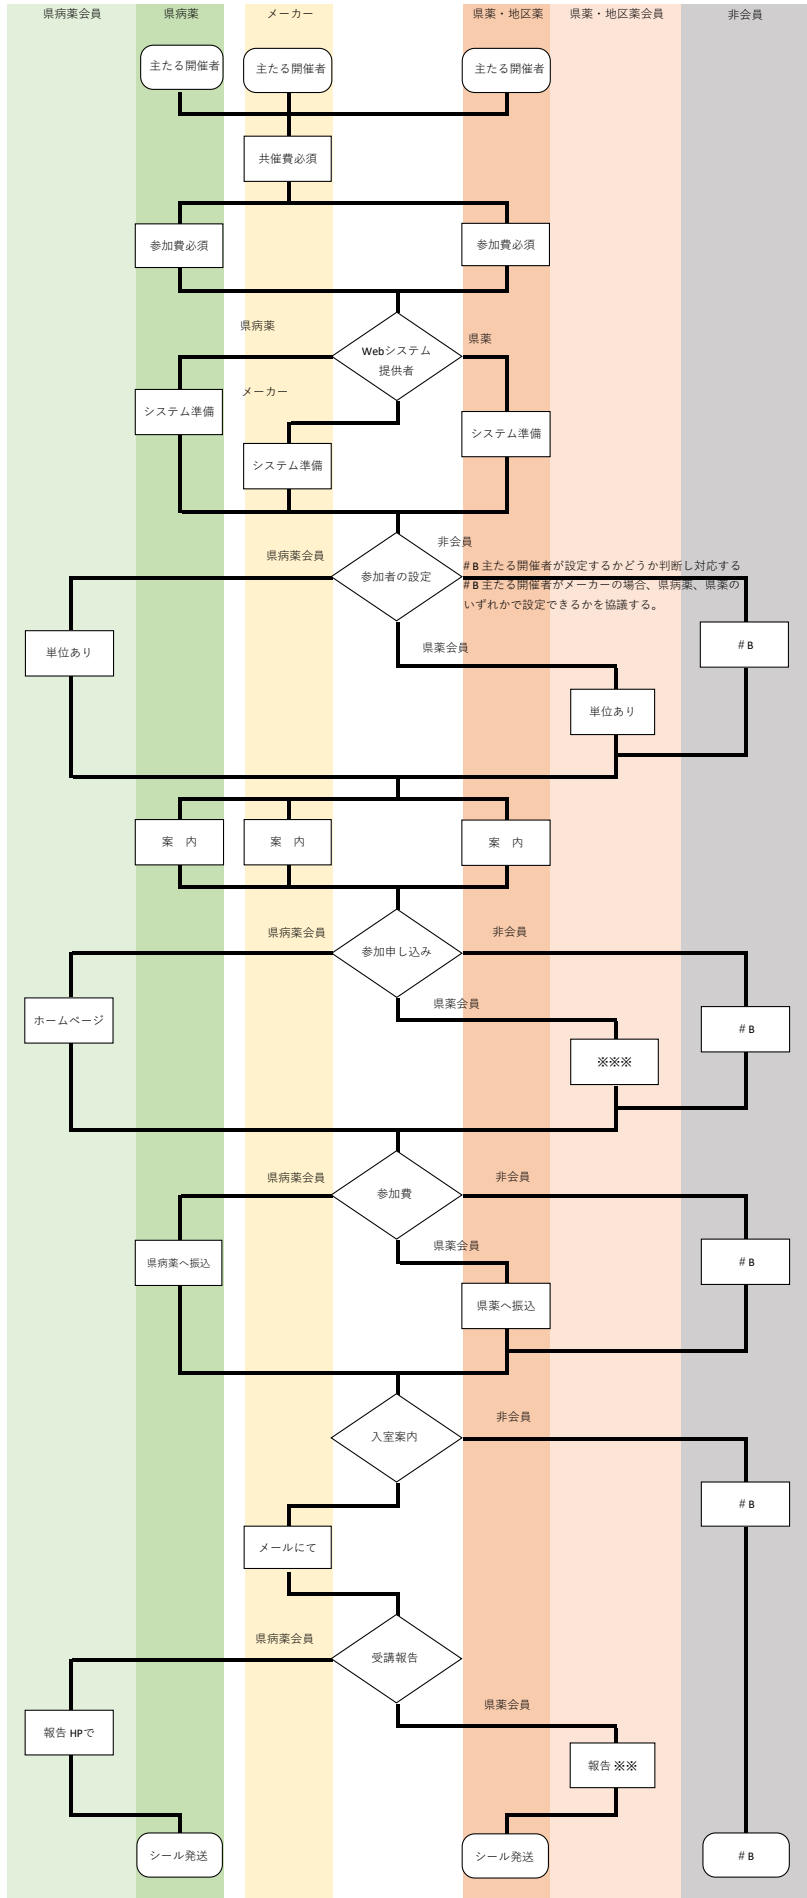 県病薬会員
県病薬
メーカー
県薬・地区薬
県薬・地区薬会員
非会員
主たる開催者
主たる開催者
主たる開催者
共催費必須
参加費必須
参加費必須
県病薬
県薬
Webシステム
提供者
メーカー
システム準備
システム準備
システム準備
県病薬会員
非会員
#B 主たる開催者が設定するかどうか判断し対応する
#B 主たる開催者がメーカーの場合、県病薬、県薬の
いずれかで設定できるかを協議する。
参加者の設定
県薬会員
単位あり
#B
単位あり
案　内
案　内
案　内
県病薬会員
非会員
参加申し込み
県薬会員
ホームページ
#B
※※※
県病薬会員
非会員
参加費
県薬会員
県病薬へ振込
#B
県薬へ振込
非会員
入室案内
#B
メールにて
県病薬会員
受講報告
県薬会員
報告 HPで
報告 ※※
シール発送
シール発送
#B